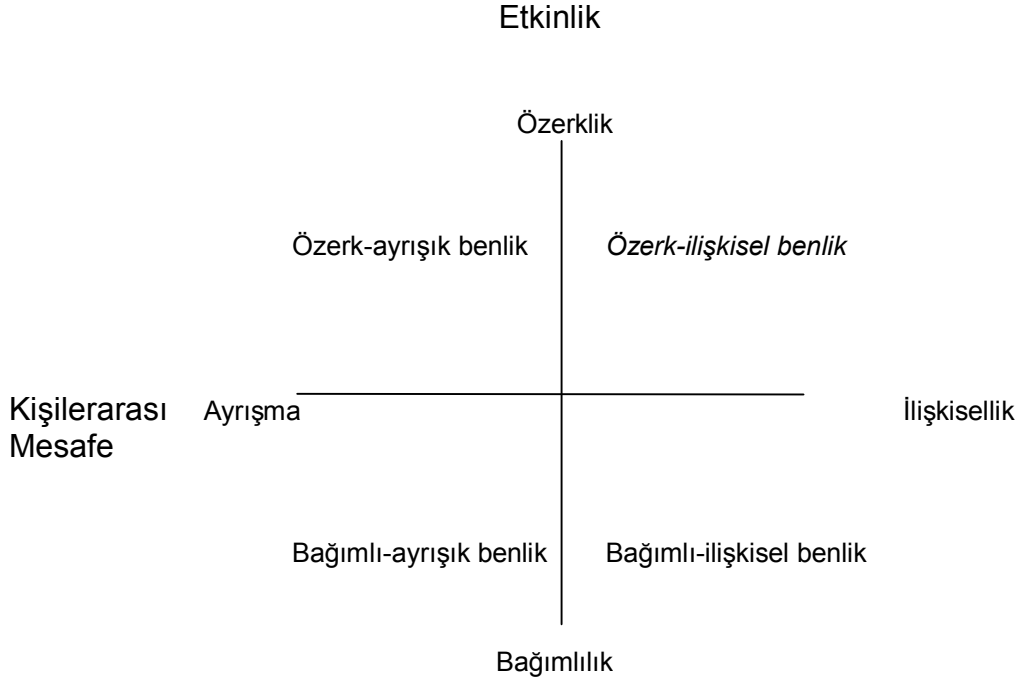 Etkinlik
Özerklik
Özerk-ayrışık benlik
Özerk-ilişkisel benlik
Kişilerarası
Mesafe
Ayrışma
İlişkisellik
Bağımlı-ayrışık benlik
Bağımlı-ilişkisel benlik
Bağımlılık